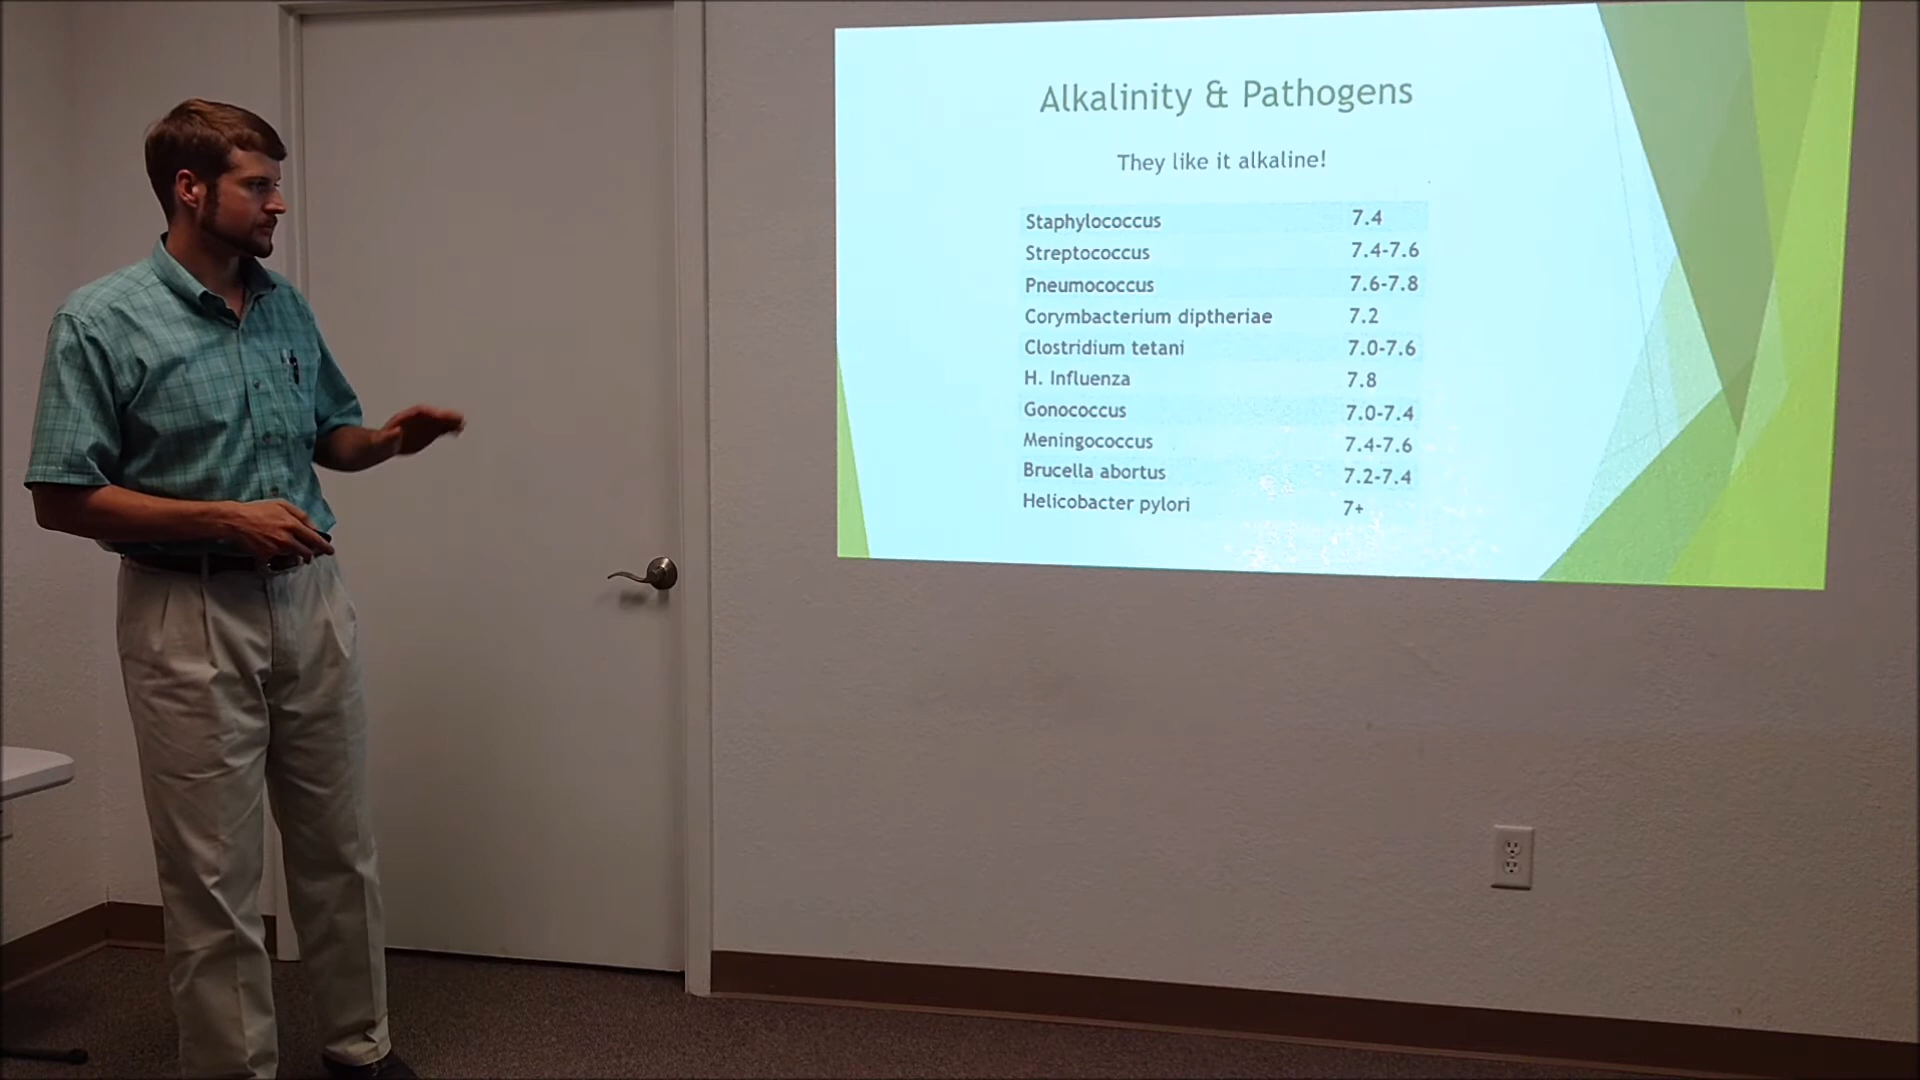 Alkalinity & Pathogens
They like it alkaline!
Staphylococcus 7.4
Streptococcus 7.4-7.6
Pneumococcus 7.6-7.8
Corymbacterium diptheriae 7.2
Clostridium tetani 7.0-7.6
H. Influenza 7.8
Gonococcus 7.0-7.4
Meningococcus 7.4-7.6
Brucella abortus 7.2-7.4
Helicobacter pylori 7+